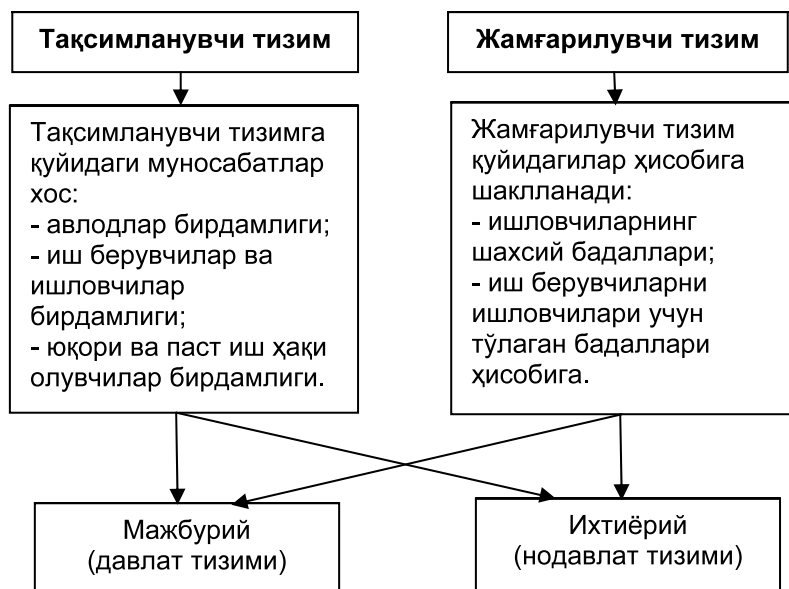 Тақсимланувчи тизим
Жамғарилувчи тизим
Тақсимланувчи тизимга
қуйидаги муносабатлар
хос:
- авлодлар бирдамлиги;
- иш берувчилар ва
ишловчилар
бирдамлиги;
- юқори ва паст иш ҳақи
олувчилар бирдамлиги.
Жамғарилувчи тизим
қуйидагилар ҳисобига
шаклланади:
- ишловчиларнинг
шахсий бадаллари;
- иш берувчиларни
ишловчилари учун
тўлаган бадаллари
ҳисобига.
Мажбурий
(давлат тизими)
Ихтиёрий
(нодавлат тизими)